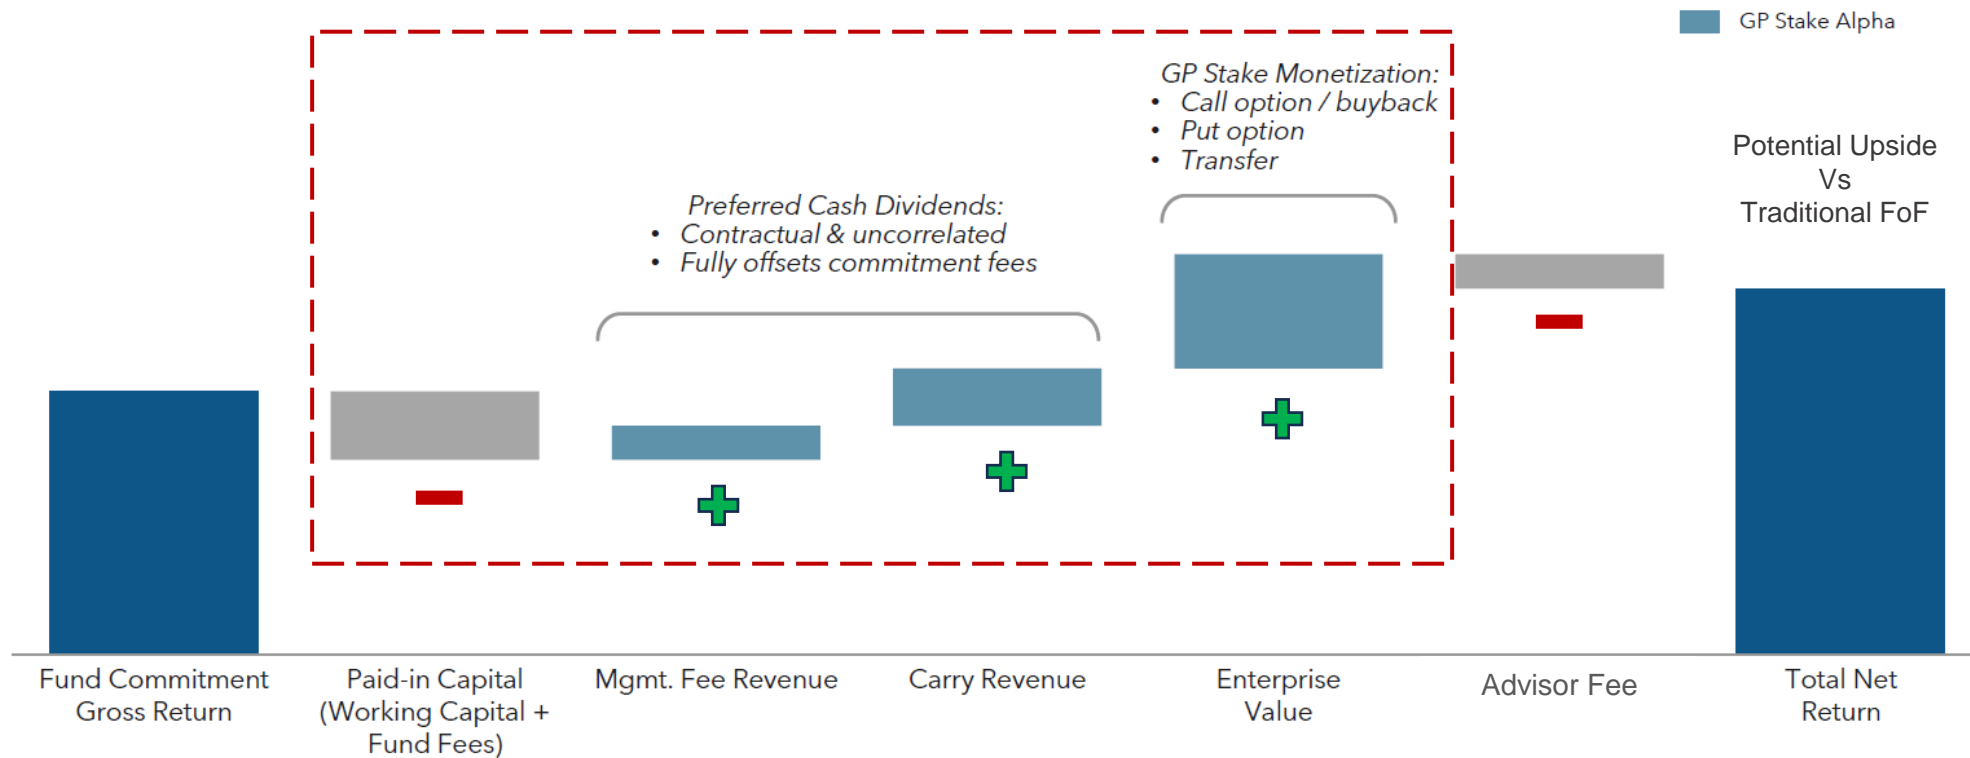 GP Stake Alpha
GP Stake Monetization:
• Call option / buyback
• Put option
• Transfer
Potential Upside
Vs
Traditional FoF
Preferred Cash Dividends:
• Contractual & uncorrelated
• Fully offsets commitment fees
Fund Commitment
Gross Return
Paid-in Capital
(Working Capital +
Fund Fees)
Mgmt. Fee Revenue
Carry Revenue
Enterprise
Value
Advisor Fee
Total Net
Return